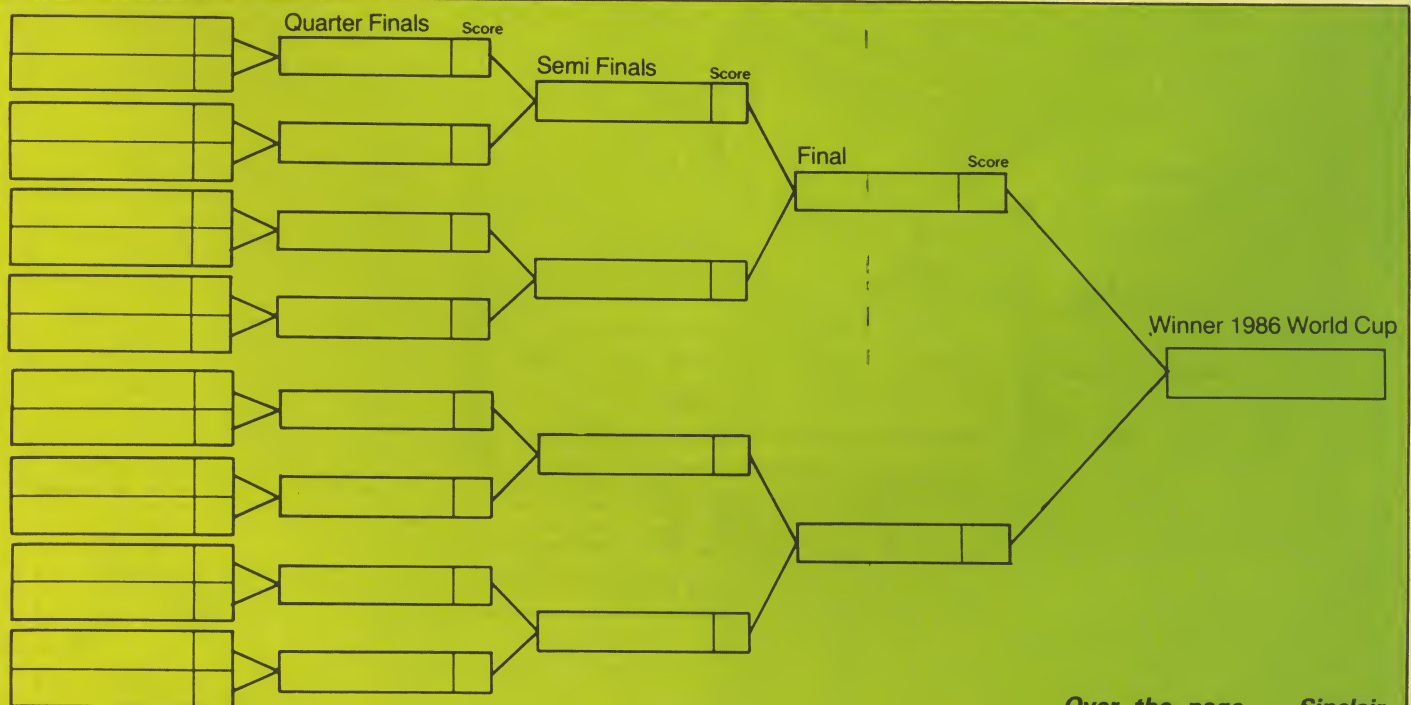 Quarter Finals Score
Semi Finals Score
Final Score
Winner 1986 World Cup
Over the page — Sinclair